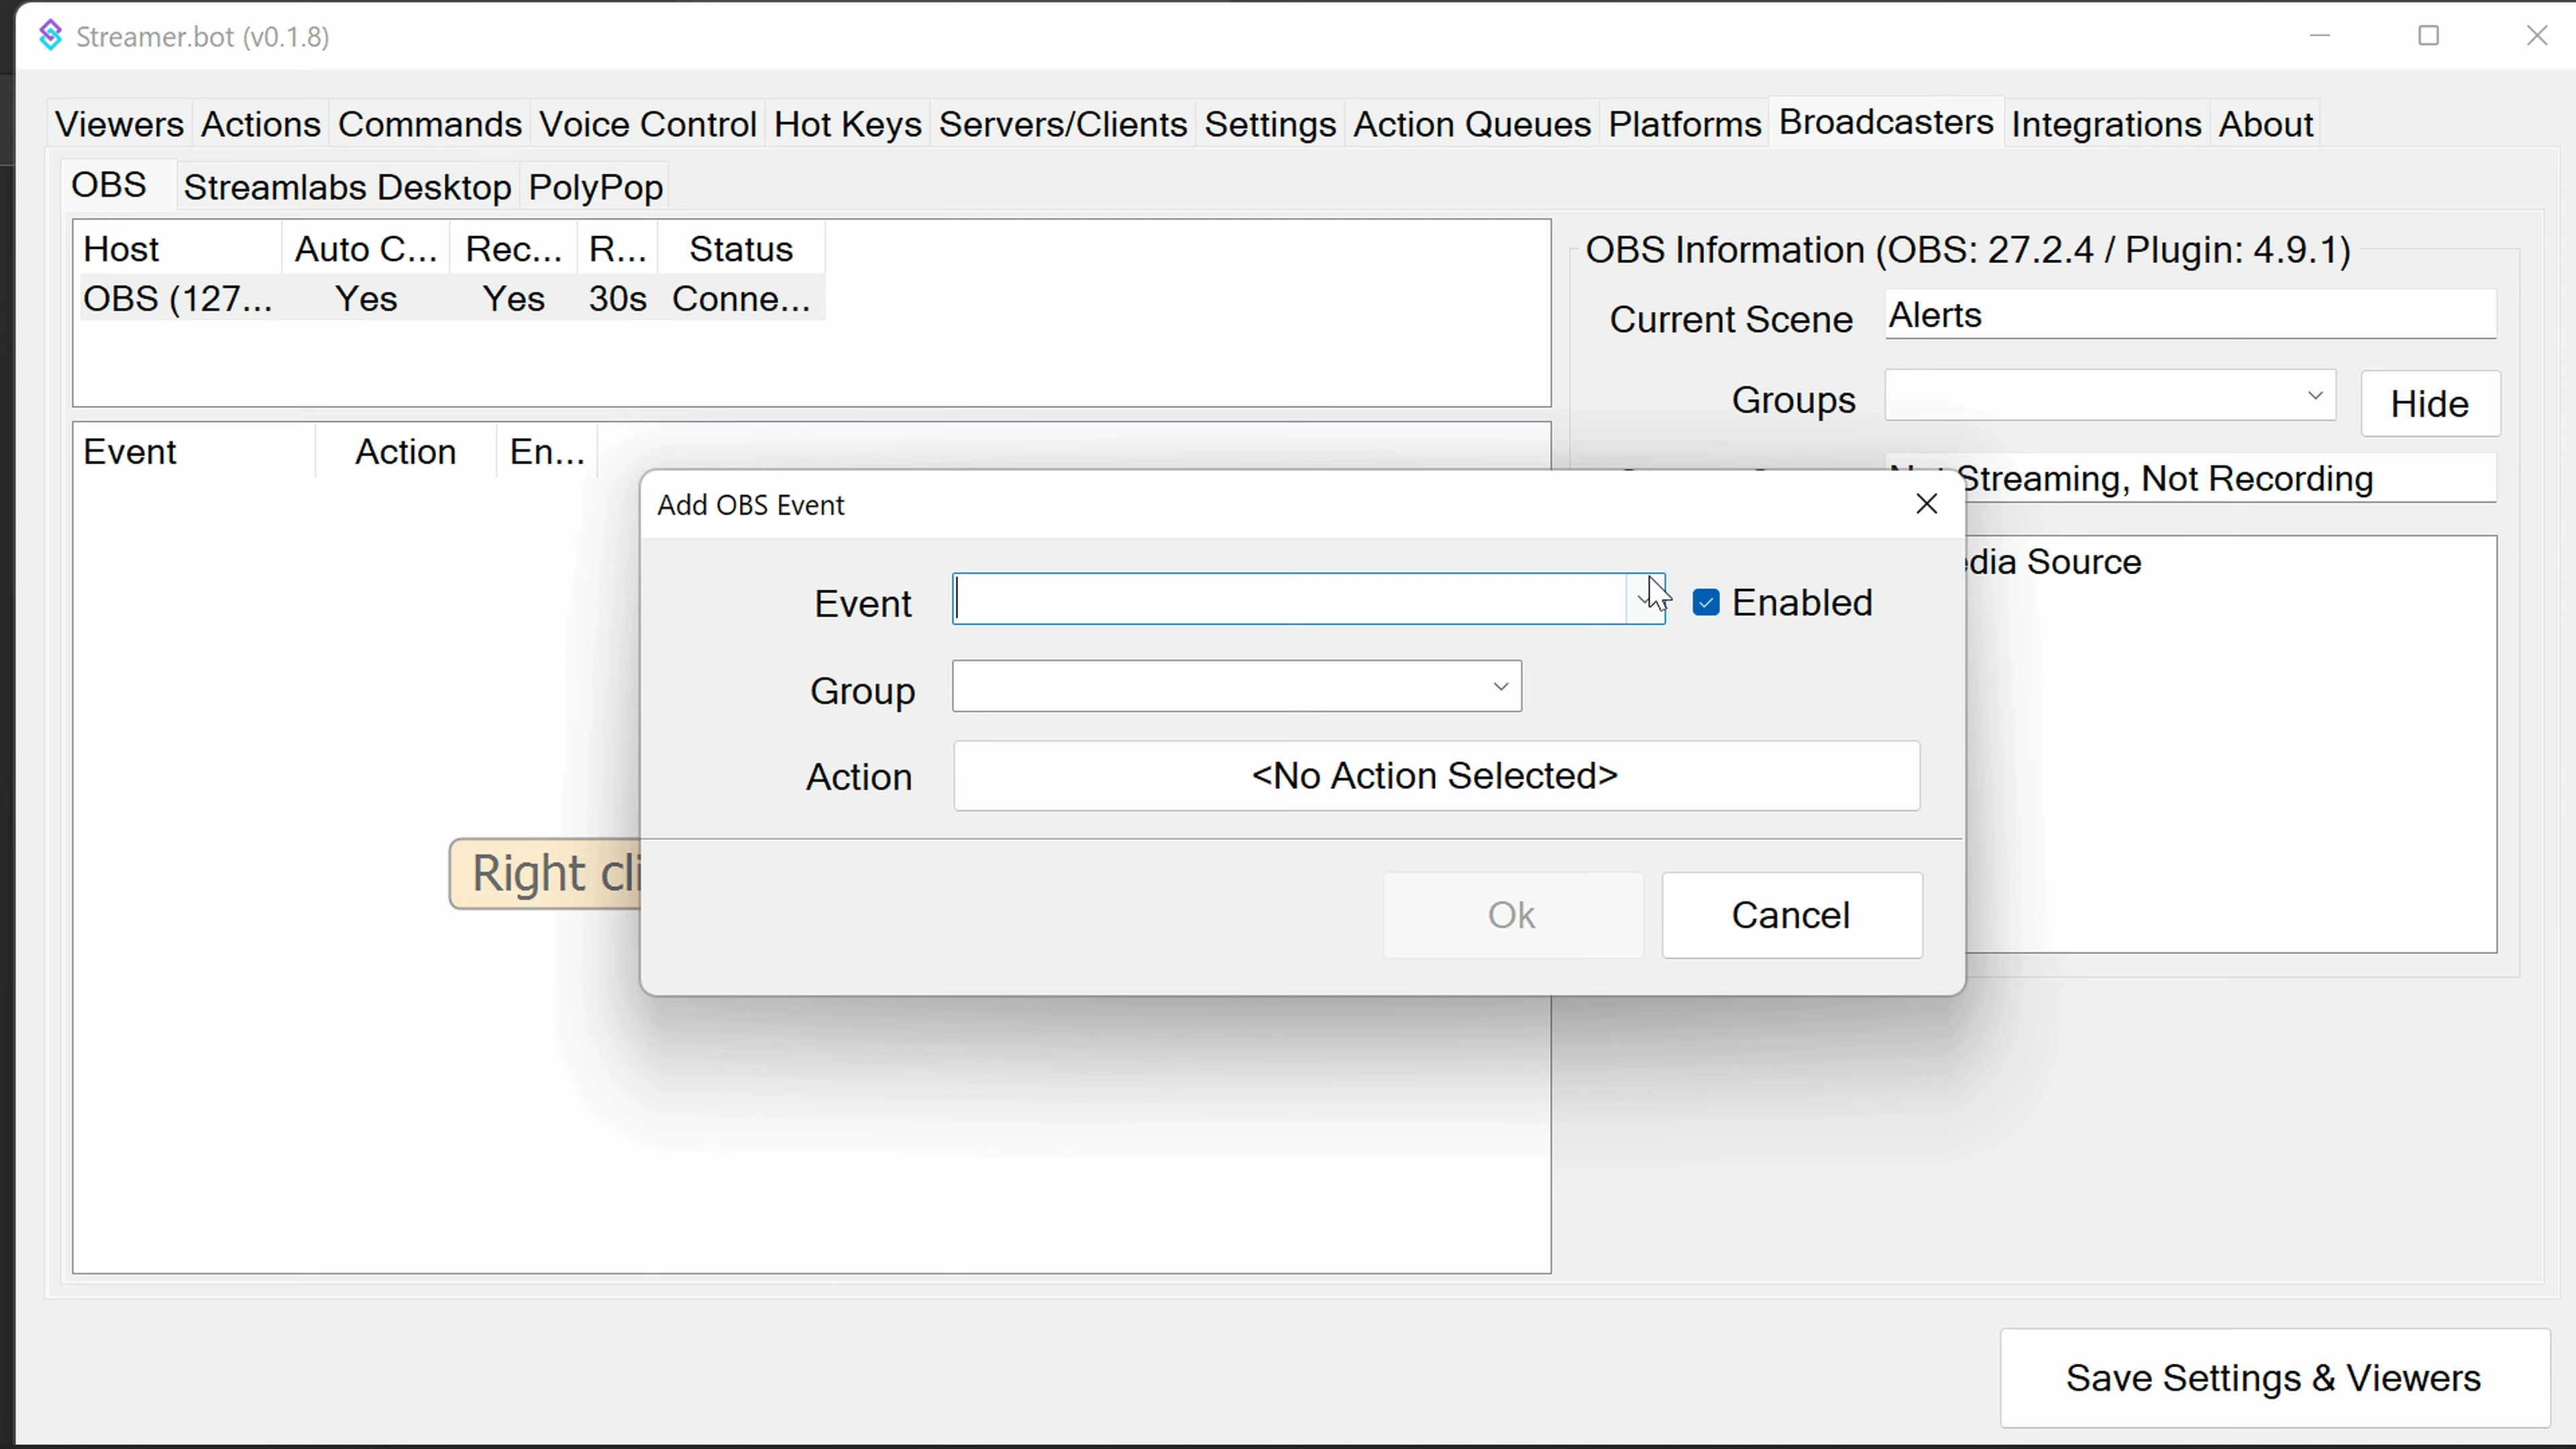 Streamer.bot (v0.1.8)
Viewers Actions Commands Voice Control Hot Keys Servers/Clients Settings Action Queues Platforms Broadcasters Integrations About
OBS Streamlabs Desktop PolyPop
Host Auto C... Rec... R... Status
OBS (127... Yes Yes 30s Conne...
OBS Information (OBS: 27.2.4 / Plugin: 4.9.1)
Current Scene Alerts
Groups Hide
Streaming, Not Recording
Event Action En...
Add OBS Event
Source
Event Enabled
Group
Action <No Action Selected>
Right
Ok Cancel
Save Settings & Viewers